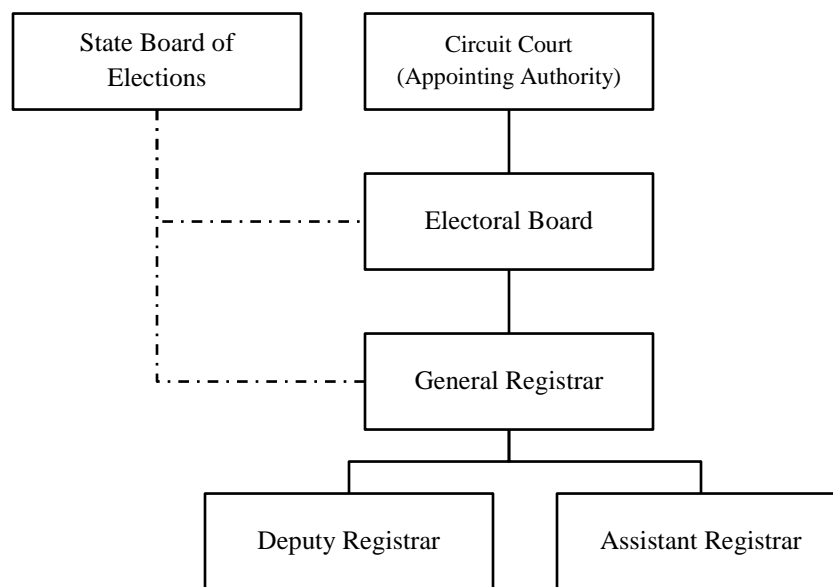 State Board of
Elections
Circuit Court
(Appointing Authority)
Electoral Board
General Registrar
Deputy Registrar
Assistant Registrar